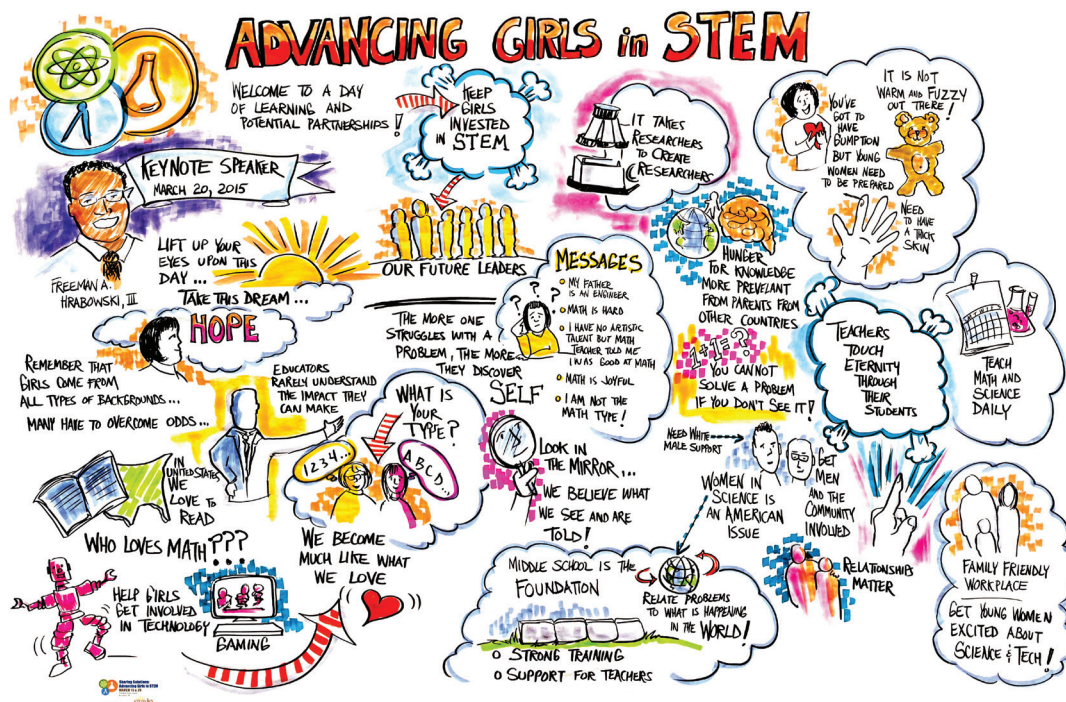 ADVANCING GIRLS in STEM
WELCOME TO A DAY
OF LEARNING AND
POTENTIAL PARTNERSHIPS!
KEYNOTE SPEAKER
MARCH 20, 2015
FREEMAN A.
HRABOWSKI, III
LIFT UP YOUR
EYES UPON THIS
DAY...
TAKE THIS DREAM...
HOPE
REMEMBER THAT
GIRLS COME FROM
ALL TYPES OF BACKGROUNDS...
MANY HAVE TO OVERCOME ODDS...
EDUCATORS
RARELY UNDERSTAND
THE IMPACT THEY
CAN MAKE
IN
UNITED STATES
WE
LOVE TO
READ
WHO LOVES MATH???
HELP GIRLS
GET INVOLVED
IN TECHNOLOGY
GAMING
KEEP
GIRLS
INVESTED
IN STEM
OUR FUTURE LEADERS
THE MORE ONE
STRUGGLES WITH A
PROBLEM, THE MORE
THEY DISCOVER
SELF
WHAT IS
YOUR
TYPE?
1234...
ABCD...
WE BECOME
MUCH LIKE WHAT
WE LOVE
LOOK IN
THE MIRROR...
WE BELIEVE WHAT
WE SEE AND ARE
TOLD!
MESSAGES
MY FATHER
IS AN ENGINEER
MATH IS HARD
I HAVE NO ARTISTIC
TALENT BUT MATH
TEACHER TOLD ME
I WAS GOOD AT MATH
MATH IS JOYFUL
I AM NOT THE
MATH TYPE!
? ? ?
IT TAKES
RESEARCHERS
TO CREATE
RESEARCHERS
HUNGER
FOR KNOWLEDGE
MORE PREVELANT
FROM PARENTS FROM
OTHER COUNTRIES
1+1=?
YOU CANNOT
SOLVE A PROBLEM
IF YOU DON'T SEE IT!
NEED WHITE
MALE SUPPORT
GET
MEN
AND THE
COMMUNITY
INVOLVED
WOMEN IN
SCIENCE IS
AN AMERICAN
ISSUE
RELATIONSHIPS
MATTER
MIDDLE SCHOOL IS THE
FOUNDATION
STRONG TRAINING
SUPPORT FOR TEACHERS
RELATE PROBLEMS
TO WHAT IS HAPPENING
IN THE WORLD!
YOU'VE
GOT TO
HAVE
GUMPTION
BUT YOUNG
WOMEN NEED
TO BE PREPARED
IT IS NOT
WARM AND FUZZY
OUT THERE!
NEED
TO HAVE
A THICK
SKIN
TEACHERS
TOUCH
ETERNITY
THROUGH
THEIR
STUDENTS
TEACH
MATH AND
SCIENCE
DAILY
FAMILY FRIENDLY
WORKPLACE
GET YOUNG WOMEN
EXCITED ABOUT
SCIENCE & TECH!
Sharing Solutions:
Advancing Girls in STEM